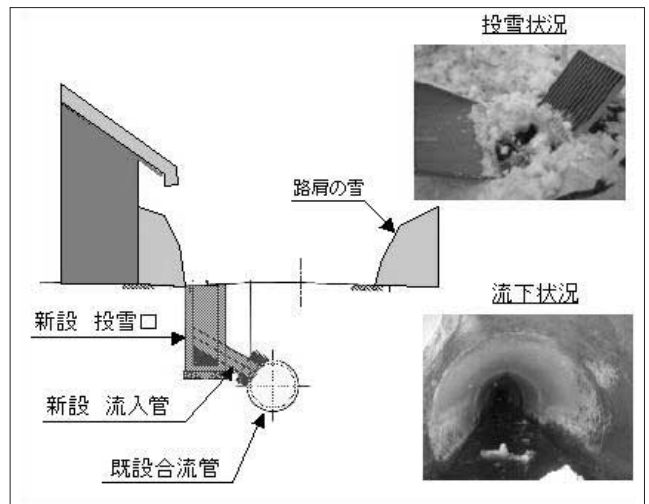 投雪状況
路肩の雪
新設 投雪口
流下状況
新設 流入管
既設合流管